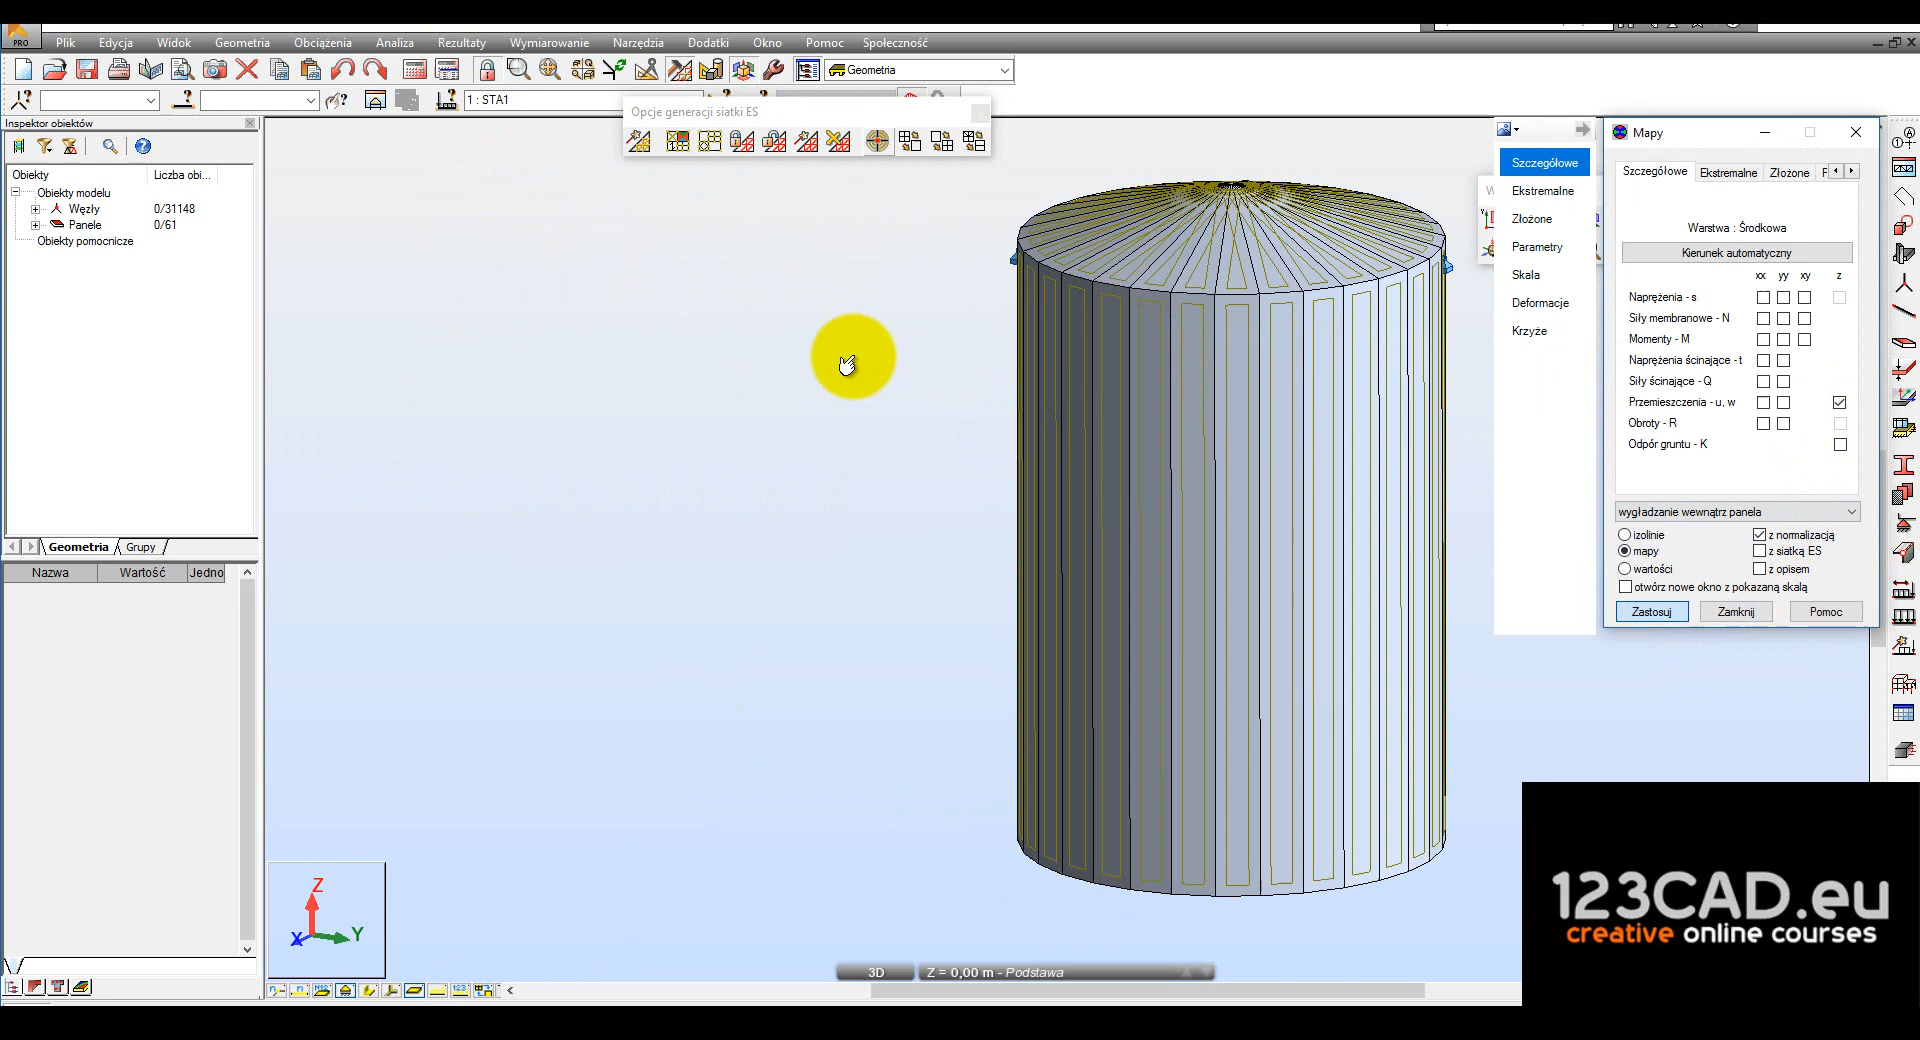 PRO
Plik Edycja Widok Geometria Obciążenia Analiza Rezultaty Wymiarowanie Narzędzia Dodatki Okno Pomoc Społeczność
Geometria
1 : STA1
Inspektor obiektów
Opcje generacji siatki ES
Obiekty Liczba obi...
Obiekty modelu
Węzły 0/31148
Panele 0/61
Obiekty pomocnicze
Geometria Grupy
Nazwa Wartość Jedno
Szczegółowe
Ekstremalne
Złożone
Parametry
Skala
Deformacje
Krzyże
Mapy
Szczegółowe Ekstremalne Złożone
Warstwa : Środkowa
Kierunek automatyczny
xx yy xy z
Naprężenia - s
Siły membranowe - N
Momenty - M
Naprężenia ścinające - t
Siły ścinające - Q
Przemieszczenia - u, w
Obroty - R
Odpór gruntu - K
wygładzanie wewnątrz panela
izolinie z normalizacją
mapy z siatką ES
wartości z opisem
otwórz nowe okno z pokazaną skalą
Zastosuj Zamknij Pomoc
Z
X
Y
3D Z = 0,00 m - Podstawa
123CAD.eu
creative online courses